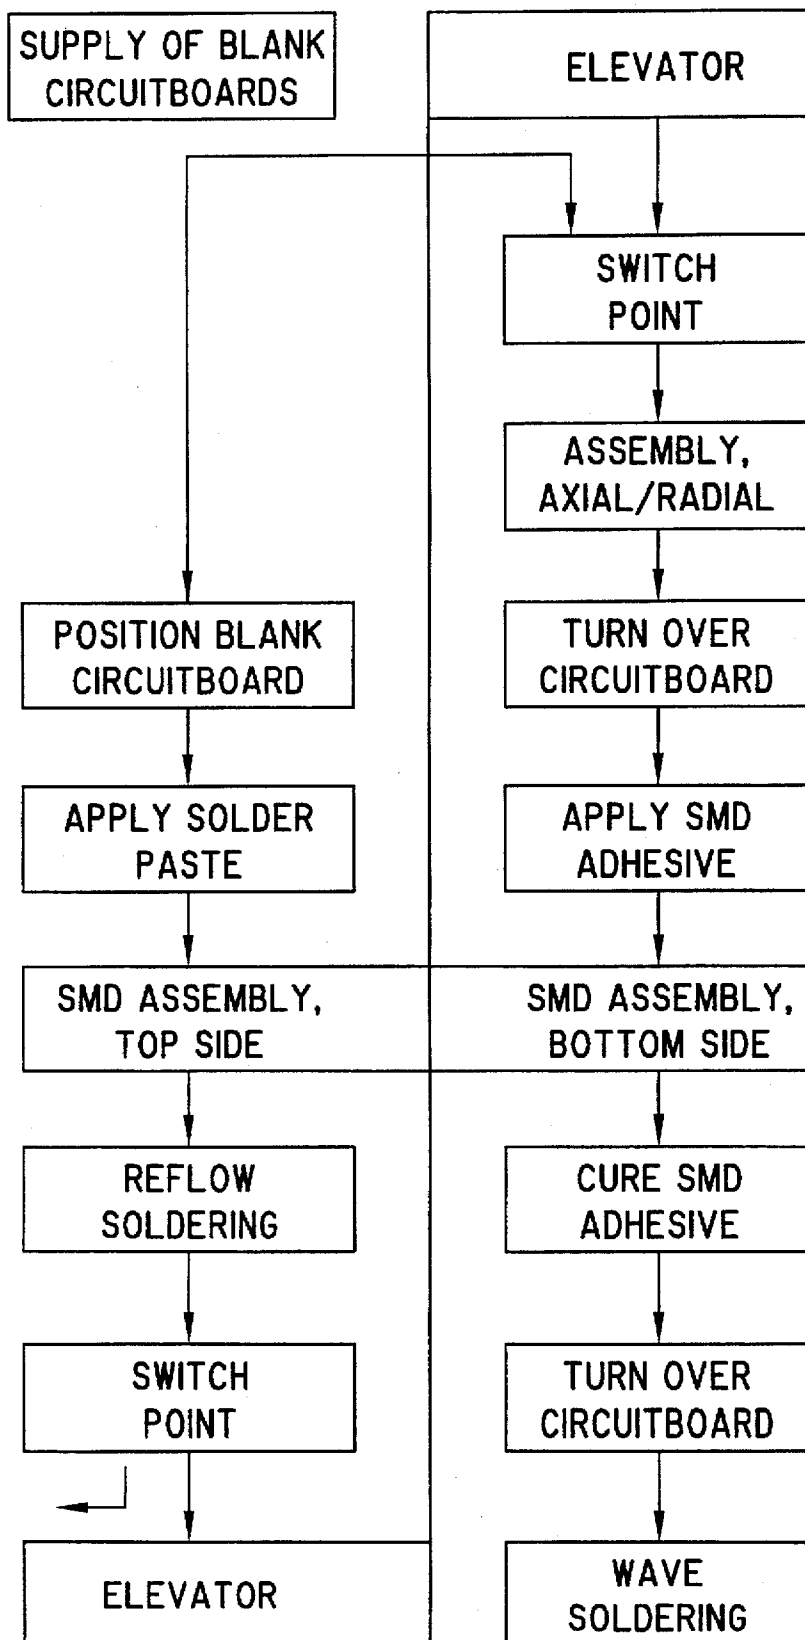 SUPPLY OF BLANK
CIRCUITBOARDS
POSITION BLANK
CIRCUITBOARD
APPLY SOLDER
PASTE
SMD ASSEMBLY,
TOP SIDE
REFLOW
SOLDERING
SWITCH
POINT
ELEVATOR
ELEVATOR
SWITCH
POINT
ASSEMBLY,
AXIAL/RADIAL
TURN OVER
CIRCUITBOARD
APPLY SMD
ADHESIVE
SMD ASSEMBLY,
BOTTOM SIDE
CURE SMD
ADHESIVE
TURN OVER
CIRCUITBOARD
WAVE
SOLDERING